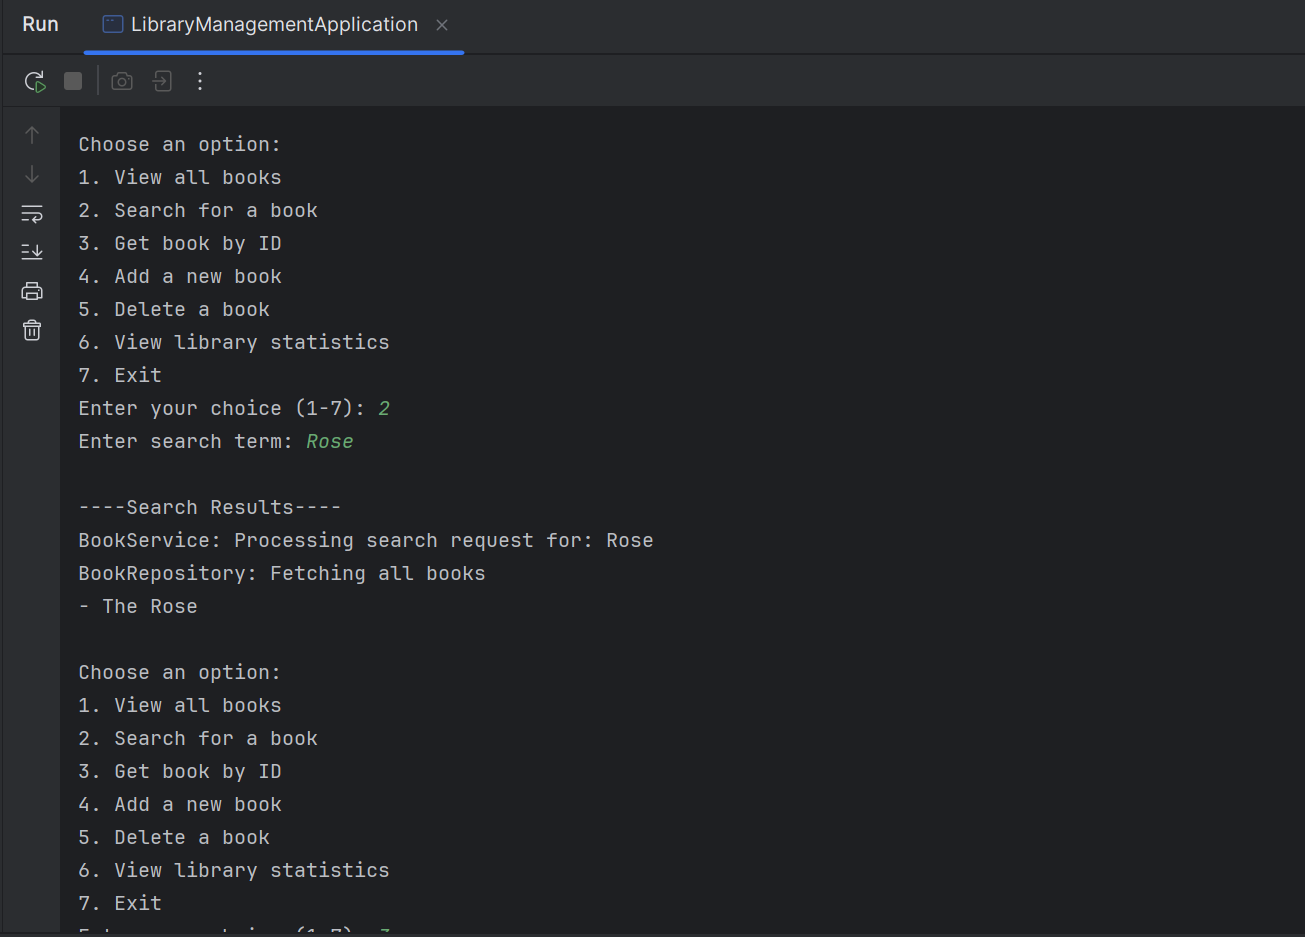 Run LibraryManagementApplication
Choose an option:
1. View all books
2. Search for a book
3. Get book by ID
4. Add a new book
5. Delete a book
6. View library statistics
7. Exit
Enter your choice (1-7): 2
Enter search term: Rose
----Search Results----
BookService: Processing search request for: Rose
BookRepository: Fetching all books
- The Rose
Choose an option:
1. View all books
2. Search for a book
3. Get book by ID
4. Add a new book
5. Delete a book
6. View library statistics
7. Exit